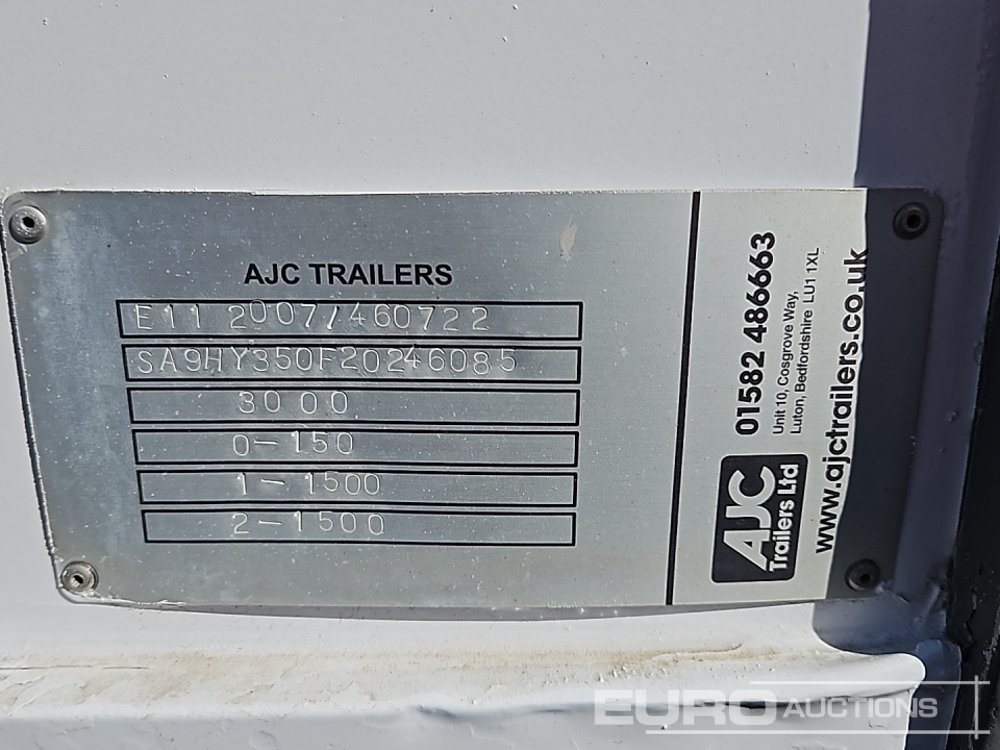 AJC TRAILERS
E11 2007/460722
SA9HY350F20246085
3000
0-150
1-1500
2-1500
AJC
Trailers Ltd
01582 486663
Unit 10, Cosgrove Way,
Luton, Bedfordshire LU1 1XL
www.ajctrailers.co.uk
EURO AUCTIONS